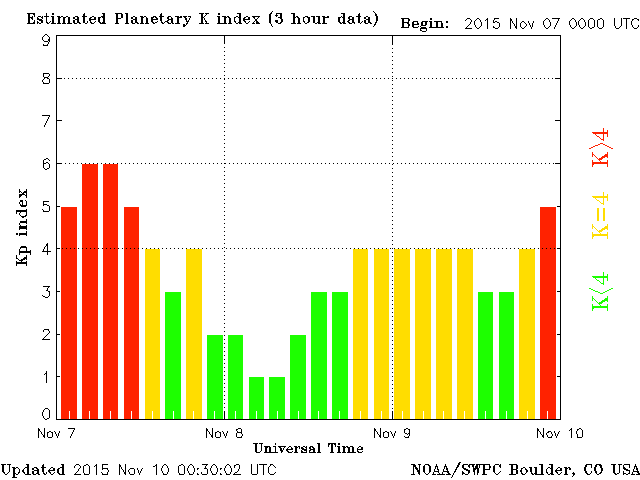 Estimated Planetary K index (3 hour data) Begin: 2015 Nov 07 0000 UTC
9
8
7
6
5
4
3
2
1
0
Kp index
K>4
K=4
K<4
Nov 7 Nov 8 Nov 9 Nov 10
Universal Time
Updated 2015 Nov 10 00:30:02 UTC NOAA/SWPC Boulder, CO USA